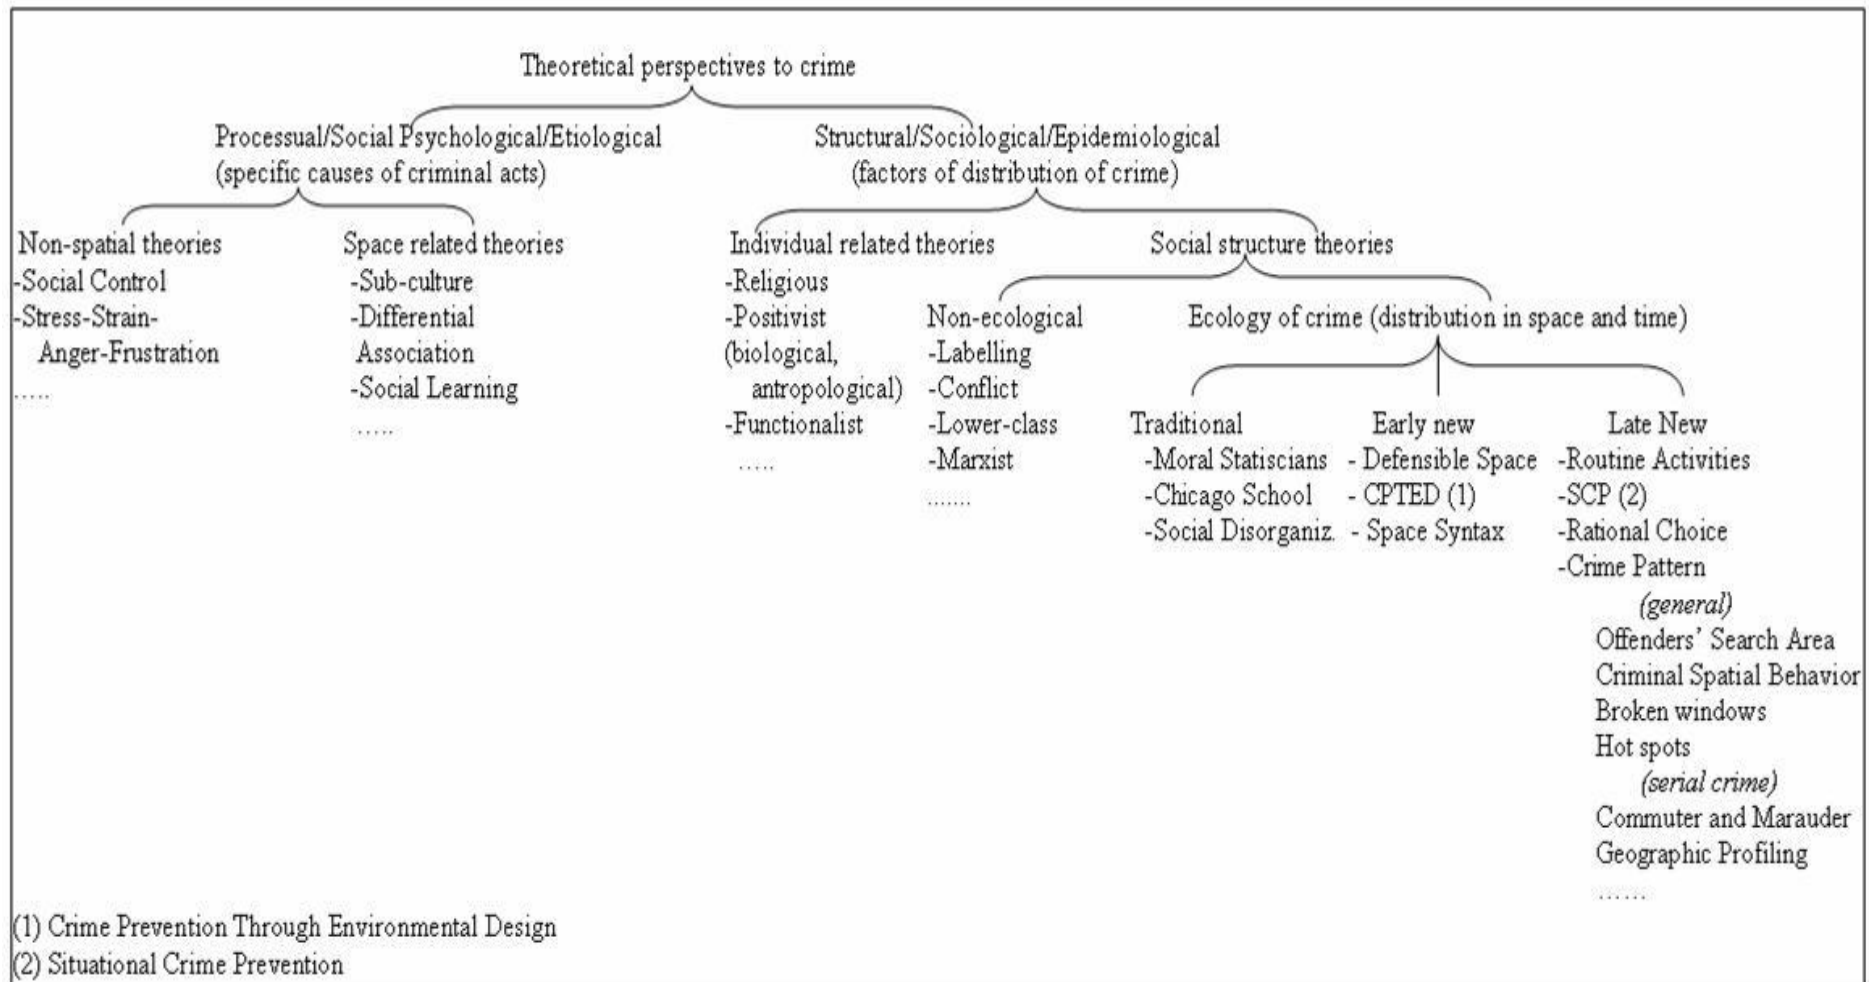 Theoretical perspectives to crime
Processual/Social Psychological/Etiological
(specific causes of criminal acts)
Structural/Sociological/Epidemiological
(factors of distribution of crime)
Non-spatial theories
-Social Control
-Stress-Strain-
Anger-Frustration
.....
Space related theories
-Sub-culture
-Differential
Association
-Social Learning
.....
Individual related theories
-Religious
-Positivist
(biological,
antropological)
-Functionalist
.....
Social structure theories
Non-ecological
-Labelling
-Conflict
-Lower-class
-Marxist
.......
Ecology of crime (distribution in space and time)
Traditional
-Moral Statiscians
-Chicago School
-Social Disorganiz.
Early new
- Defensible Space
- CPTED (1)
- Space Syntax
Late New
-Routine Activities
-SCP (2)
-Rational Choice
-Crime Pattern
(general)
Offenders’ Search Area
Criminal Spatial Behavior
Broken windows
Hot spots
(serial crime)
Commuter and Marauder
Geographic Profiling
......
(1) Crime Prevention Through Environmental Design
(2) Situational Crime Prevention